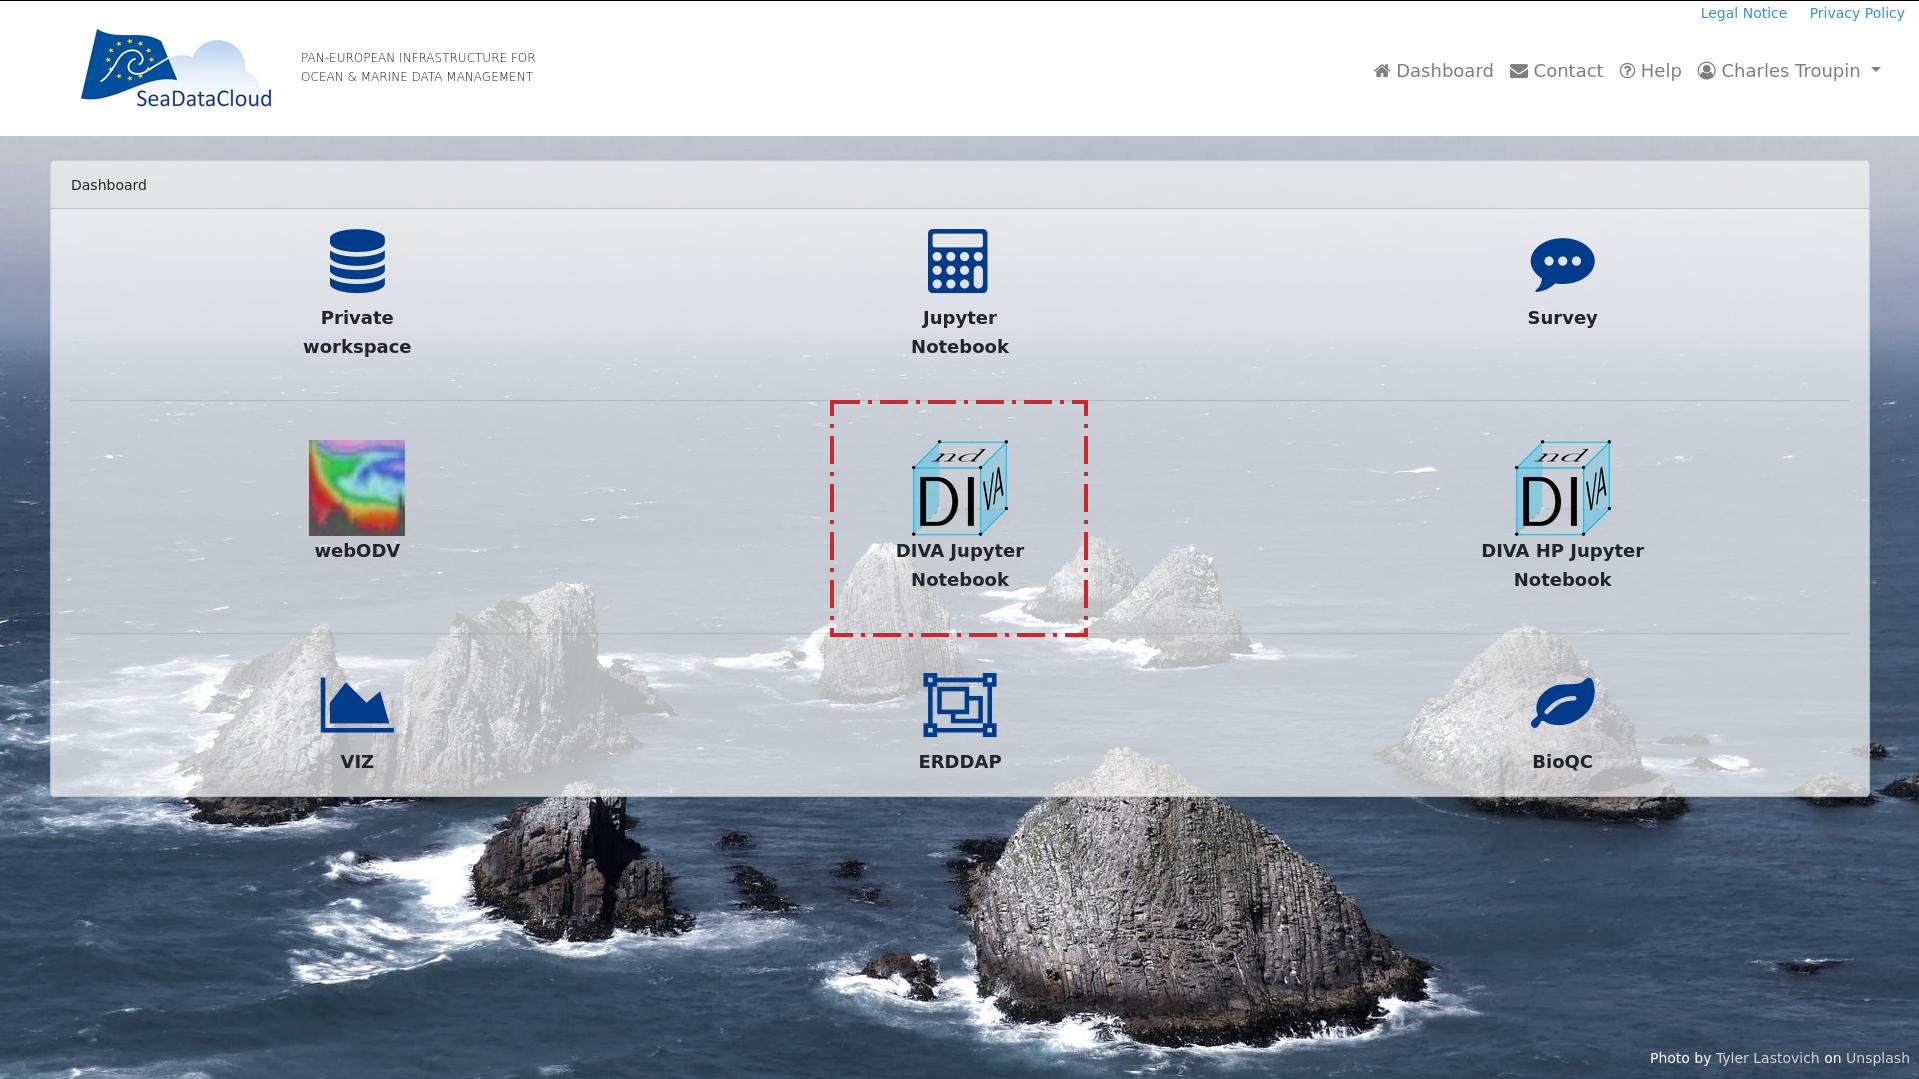 Legal Notice Privacy Policy
SeaDataCloud
PAN-EUROPEAN INFRASTRUCTURE FOR
OCEAN & MARINE DATA MANAGEMENT
Dashboard Contact Help Charles Troupin
Dashboard
Private
workspace
Jupyter
Notebook
Survey
webODV
nd
DIVA
DIVA Jupyter
Notebook
nd
DIVA
DIVA HP Jupyter
Notebook
VIZ
ERDDAP
BioQC
Photo by Tyler Lastovich on Unsplash